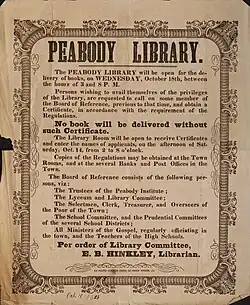 PEABODY LIBRARY.
The PEABODY LIBRARY will be open for the de-
livery of books, on WEDNESDAY, October 18th, between
the hours of 3 and 8 P. M.
Persons wishing to avail themselves of the privileges
of the Library, are requested to call on some member of
the Board of Reference, previous to that time, and obtain a
Certificate, in accordance with the requirements of the
Regulations.
No book will be delivered without
such Certificate.
The Library Room will be open to receive Certificates
and enter the names of applicants, on the afternoon of Sat-
urday, Oct. 14, from 2 to 8 o'clock.
Copies of the Regulations may be obtained at the Town
Rooms, and at the several Banks and Post Offices in the
Town.
The Board of Reference consists of the following per-
sons, viz:
The Trustees of the Peabody Institute;
The Lyceum and Library Committee;
The Selectmen, Clerk, Treasurer, and Overseers of
the Poor of the Town;
The School Committee, and the Prudential Committees
of the several School Districts;
All Ministers of the Gospel, regularly officiating in
the town, and the Teachers of the High Schools.
Per order of Library Committee,
E. B. HINKLEY, Librarian.